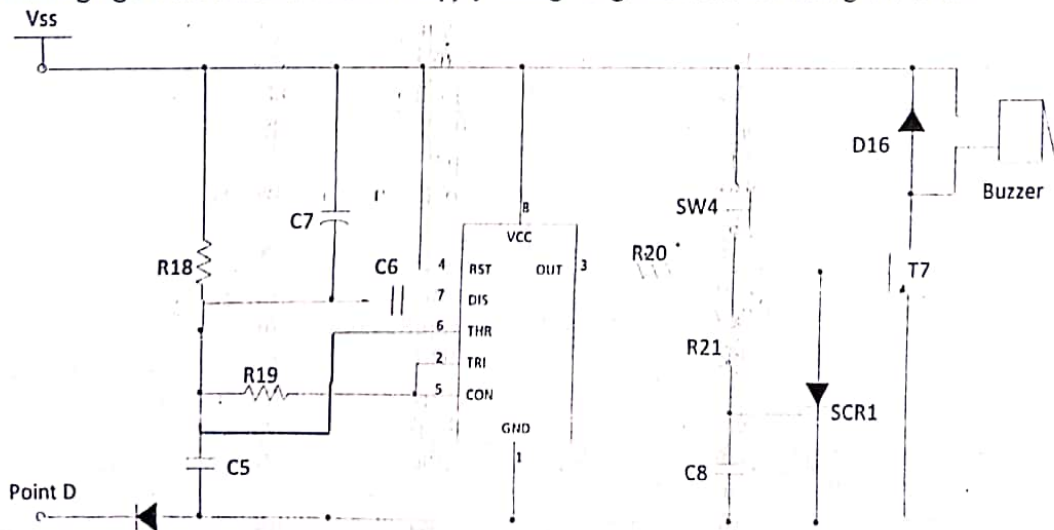 Vss
D16
Buzzer
C7
SW4
8
VCC
R18
C6
4 RST OUT 3
R20
T7
7 DIS
6 THR
R21
2 TRI
R19
5 CON
SCR1
GND
C5
1
C8
Point D